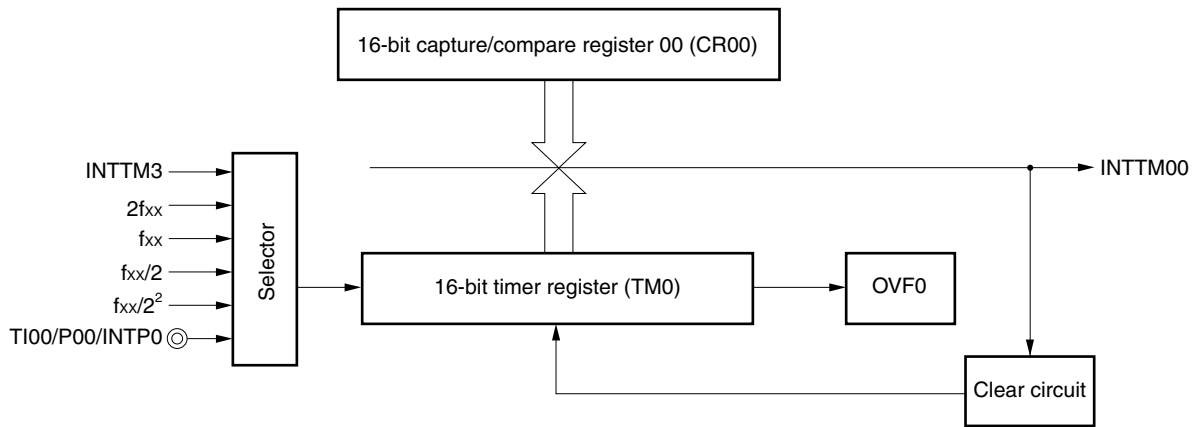 16-bit capture/compare register 00 (CR00)
INTTM3
2fxx
fxx
fxx/2
fxx/2²
TI00/P00/INTP0
Selector
16-bit timer register (TM0)
OVF0
INTTM00
Clear circuit